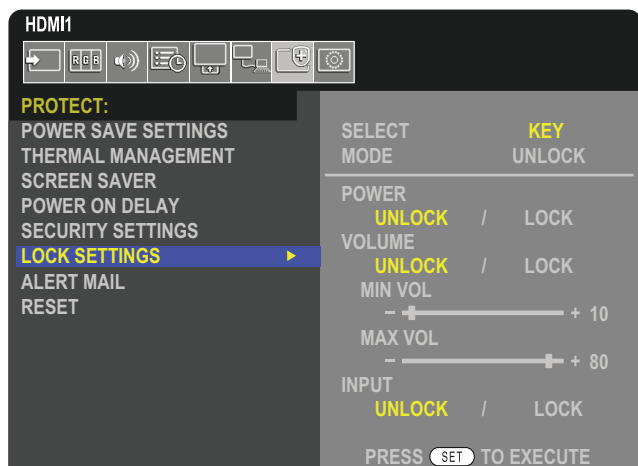 HDMI1
RGB
PROTECT:
POWER SAVE SETTINGS
THERMAL MANAGEMENT
SCREEN SAVER
POWER ON DELAY
SECURITY SETTINGS
LOCK SETTINGS
ALERT MAIL
RESET
SELECT KEY
MODE UNLOCK
POWER
UNLOCK / LOCK
VOLUME
UNLOCK / LOCK
MIN VOL
- + 10
MAX VOL
- + 80
INPUT
UNLOCK / LOCK
PRESS SET TO EXECUTE